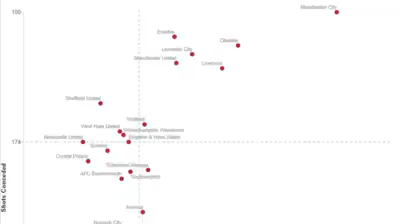 100
Manchester City
Everton
Chelsea
Leicester City
Manchester United
Liverpool
Sheffield United
Watford
West Ham United
Wolverhampton Wanderers
Newcastle United
174
Brighton & Hove Albion
Burnley
Crystal Palace
Tottenham Hotspur
AFC Bournemouth
Southampton
Arsenal
Norwich City
Shots Conceded